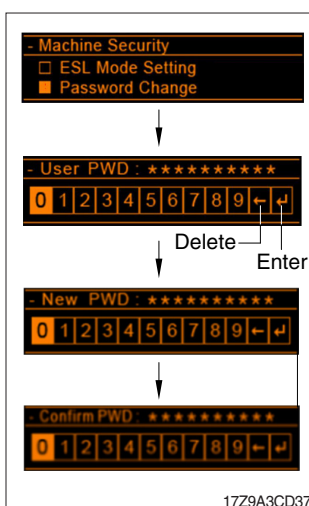 - Machine Security
□ ESL Mode Setting
■ Password Change
- User PWD : **********
0 1 2 3 4 5 6 7 8 9 ← ↵
Delete
Enter
- New PWD : **********
0 1 2 3 4 5 6 7 8 9 ← ↵
- Confirm PWD : **********
0 1 2 3 4 5 6 7 8 9 ← ↵
17Z9A3CD37